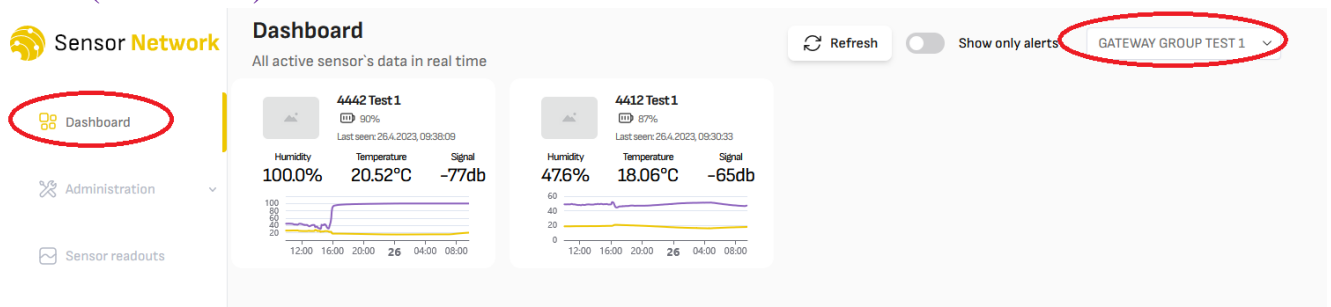 Sensor Network
Dashboard
Administration
Sensor readouts
Dashboard
All active sensor`s data in real time
Refresh
Show only alerts
GATEWAY GROUP TEST 1
4442 Test 1
90%
Last seen: 26.4.2023, 09:38:09
Humidity Temperature Signal
100.0% 20.52°C -77db
100
80
60
40
20
12:00 16:00 20:00 26 04:00 08:00
4412 Test 1
87%
Last seen: 26.4.2023, 09:30:33
Humidity Temperature Signal
47.6% 18.06°C -65db
60
40
20
0
12:00 16:00 20:00 26 04:00 08:00